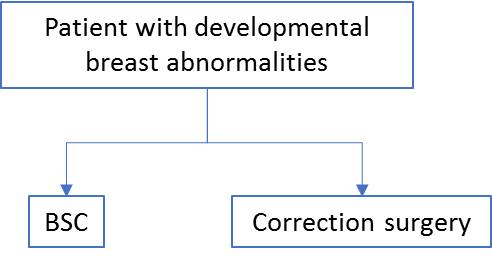 Patient with developmental
breast abnormalities
BSC
Correction surgery